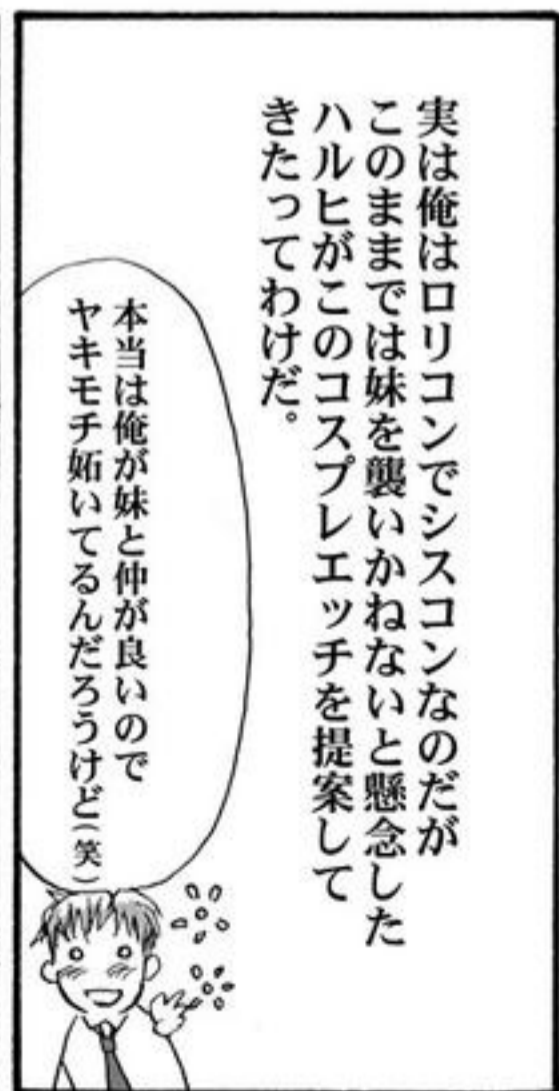 実は俺はロリコンでシスコンなのだが
このままでは妹を襲いかねないと懸念した
ハルヒがこのコスプレエッチを提案して
きたってわけだ。
本当は俺が妹と仲が良いので
ヤキモチ妬いてるんだろうけど(笑)